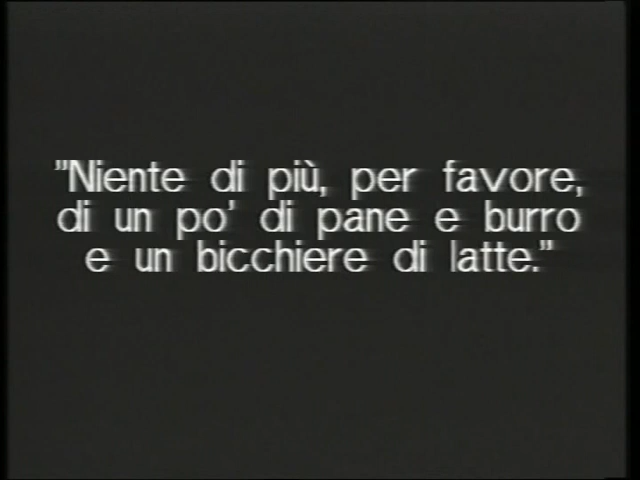 "Niente di più, per favore,
di un po' di pane e burro
e un bicchiere di latte."